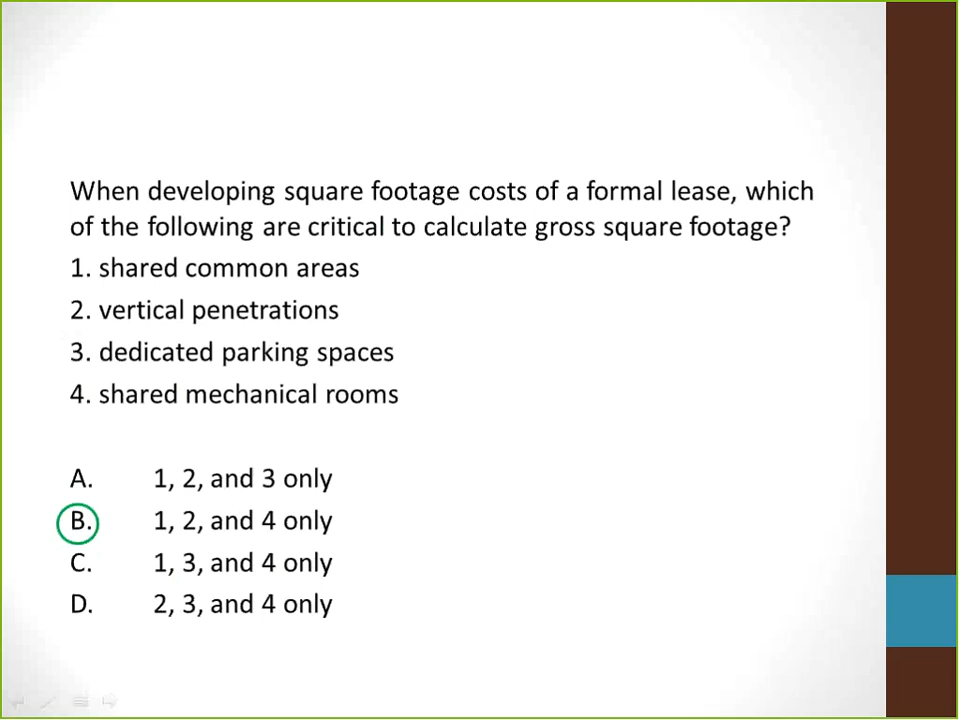 When developing square footage costs of a formal lease, which
of the following are critical to calculate gross square footage?
1. shared common areas
2. vertical penetrations
3. dedicated parking spaces
4. shared mechanical rooms
A. 1, 2, and 3 only
B. 1, 2, and 4 only
C. 1, 3, and 4 only
D. 2, 3, and 4 only